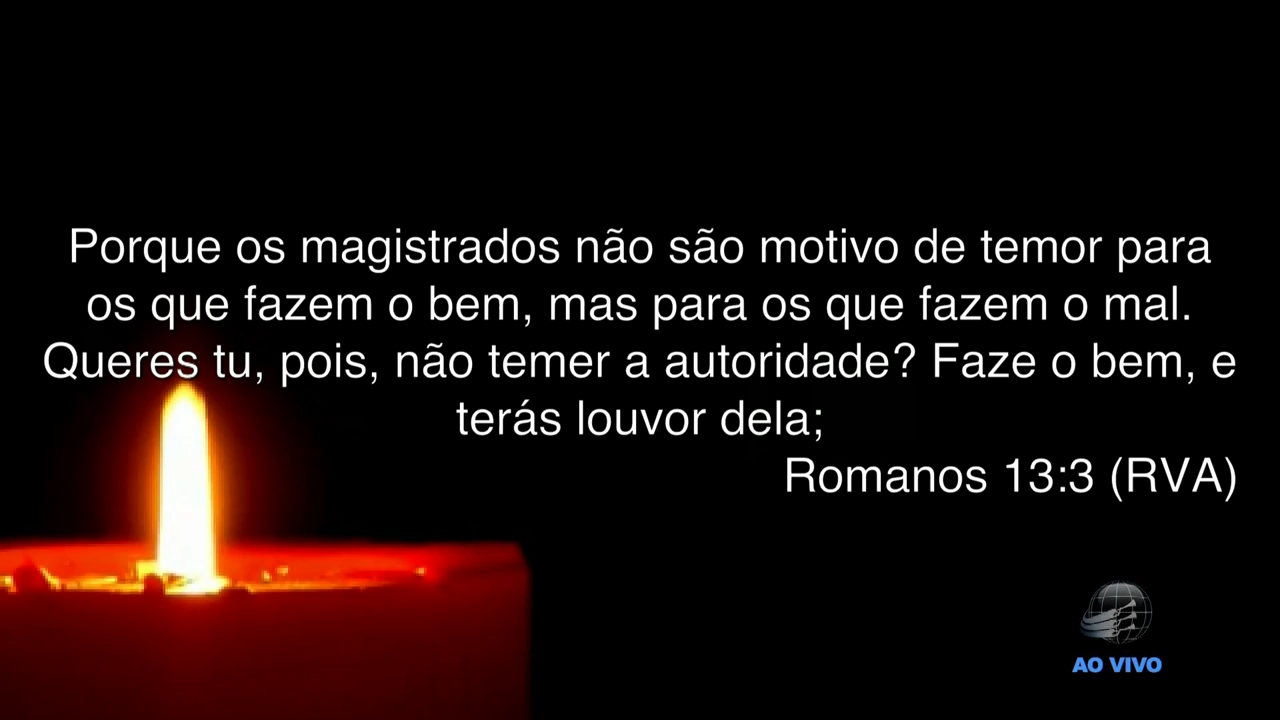 Porque os magistrados não são motivo de temor para
os que fazem o bem, mas para os que fazem o mal.
Queres tu, pois, não temer a autoridade? Faze o bem, e
terás louvor dela;
Romanos 13:3 (RVA)
AO VIVO